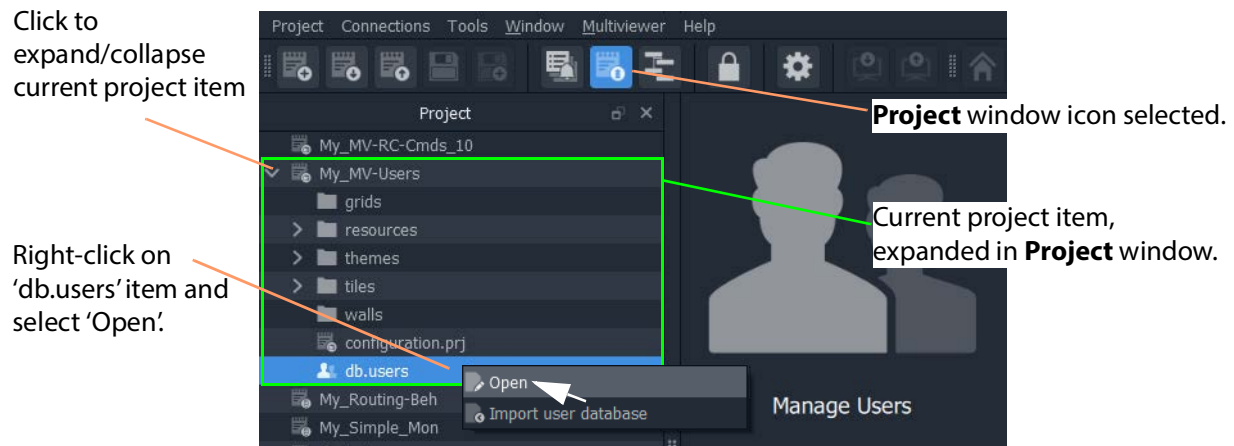 Click to
expand/collapse
current project item
Project Connections Tools Window Multiviewer Help
Project window icon selected.
Project
My_MV-RC-Cmds_10
My_MV-Users
grids
resources
themes
tiles
walls
configuration.prj
db.users
My_Routing-Beh
My_Simple_Mon
Current project item,
expanded in Project window.
Right-click on
‘db.users’ item and
select ‘Open’.
Open
Import user database
Manage Users